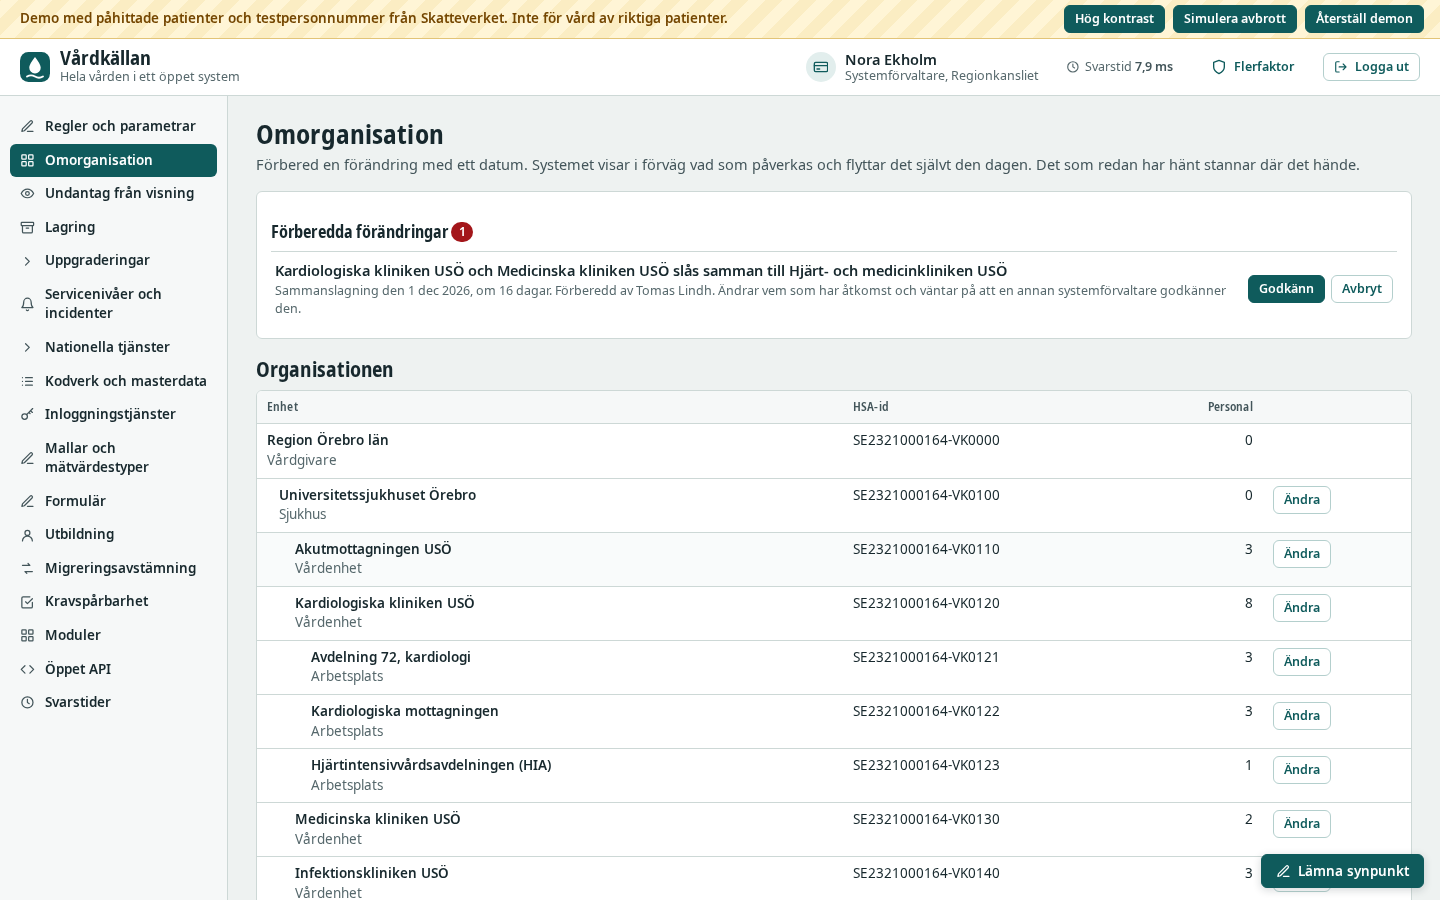 Demo med påhittade patienter och testpersonnummer från Skatteverket. Inte för vård av riktiga patienter.
Hög kontrast
Simulera avbrott
Återställ demon
Vårdkällan
Hela vården i ett öppet system
Nora Ekholm
Systemförvaltare, Regionkansliet
Svarstid 7,9 ms
Flerfaktor
Logga ut
Regler och parametrar
Omorganisation
Undantag från visning
Lagring
Uppgraderingar
Servicenivåer och
incidenter
Nationella tjänster
Kodverk och masterdata
Inloggningstjänster
Mallar och
mätvärdestyper
Formulär
Utbildning
Migreringsavstämning
Kravspårbarhet
Moduler
Öppet API
Svarstider
Omorganisation
Förbered en förändring med ett datum. Systemet visar i förväg vad som påverkas och flyttar det självt den dagen. Det som redan har hänt stannar där det hände.
Förberedda förändringar 1
Kardiologiska kliniken USÖ och Medicinska kliniken USÖ slås samman till Hjärt- och medicinkliniken USÖ
Sammanslagning den 1 dec 2026, om 16 dagar. Förberedd av Tomas Lindh. Ändrar vem som har åtkomst och väntar på att en annan systemförvaltare godkänner
den.
Godkänn
Avbryt
Organisationen
Enhet HSA-id Personal
Region Örebro län SE2321000164-VK0000 0
Vårdgivare
Universitetssjukhuset Örebro SE2321000164-VK0100 0 Ändra
Sjukhus
Akutmottagningen USÖ SE2321000164-VK0110 3 Ändra
Vårdenhet
Kardiologiska kliniken USÖ SE2321000164-VK0120 8 Ändra
Vårdenhet
Avdelning 72, kardiologi SE2321000164-VK0121 3 Ändra
Arbetsplats
Kardiologiska mottagningen SE2321000164-VK0122 3 Ändra
Arbetsplats
Hjärtintensivvårdsavdelningen (HIA) SE2321000164-VK0123 1 Ändra
Arbetsplats
Medicinska kliniken USÖ SE2321000164-VK0130 2 Ändra
Vårdenhet
Infektionskliniken USÖ SE2321000164-VK0140 3
Vårdenhet
Lämna synpunkt